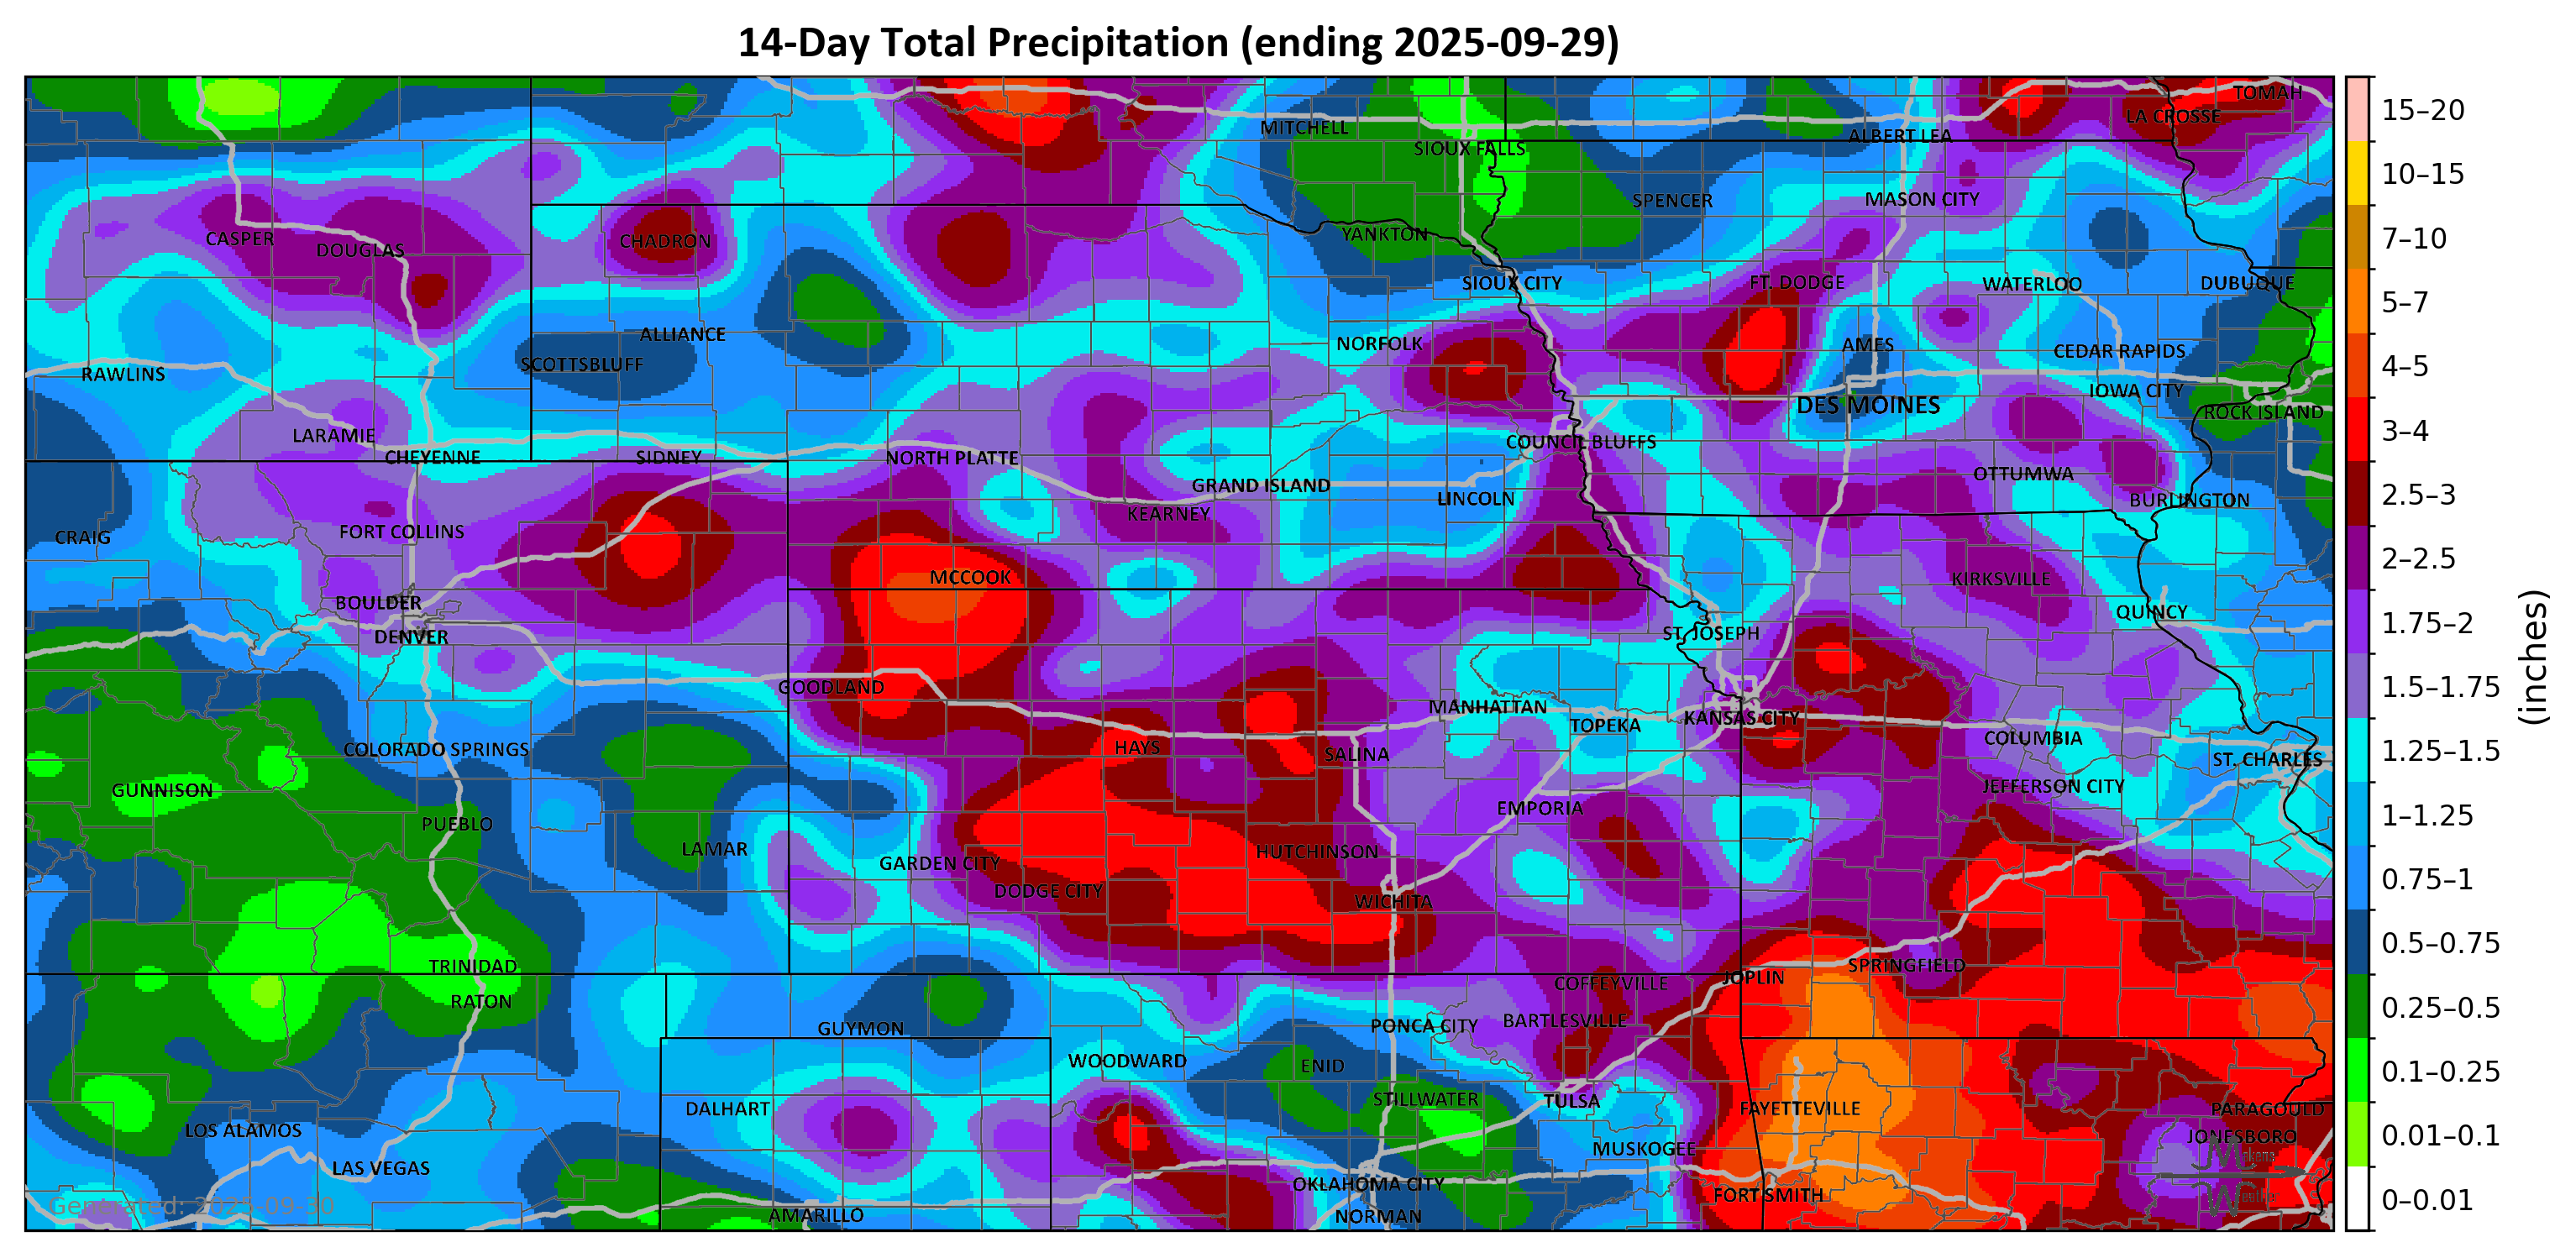 14-Day Total Precipitation (ending 2025-09-29)
TOMAH
LA CROSSE
MITCHELL
ALBERT LEA
SIOUX FALLS
SPENCER
MASON CITY
YANKTON
CASPER
DOUGLAS
CHADRON
SIOUX CITY
FT. DODGE
WATERLOO
DUBUQUE
ALLIANCE
NORFOLK
AMES
CEDAR RAPIDS
SCOTTSBLUFF
RAWLINS
IOWA CITY
DES MOINES
ROCK ISLAND
LARAMIE
COUNCIL BLUFFS
CHEYENNE
SIDNEY
NORTH PLATTE
OTTUMWA
GRAND ISLAND
LINCOLN
BURLINGTON
KEARNEY
FORT COLLINS
CRAIG
MCCOOK
KIRKSVILLE
BOULDER
QUINCY
DENVER
ST. JOSEPH
GOODLAND
MANHATTAN
KANSAS CITY
TOPEKA
COLUMBIA
HAYS
COLORADO SPRINGS
SALINA
ST. CHARLES
GUNNISON
JEFFERSON CITY
EMPORIA
PUEBLO
LAMAR
HUTCHINSON
GARDEN CITY
DODGE CITY
WICHITA
TRINIDAD
SPRINGFIELD
JOPLIN
COFFEYVILLE
RATON
BARTLESVILLE
PONCA CITY
GUYMON
WOODWARD
ENID
STILLWATER
TULSA
DALHART
FAYETTEVILLE
PARAGOULD
LOS ALAMOS
JONESBORO
MUSKOGEE
LAS VEGAS
OKLAHOMA CITY
FORT SMITH
AMARILLO
NORMAN
Generated: 2025-09-30
15–20
10–15
7–10
5–7
4–5
3–4
2.5–3
2–2.5
1.75–2
1.5–1.75
1.25–1.5
1–1.25
0.75–1
0.5–0.75
0.25–0.5
0.1–0.25
0.01–0.1
0–0.01
(inches)